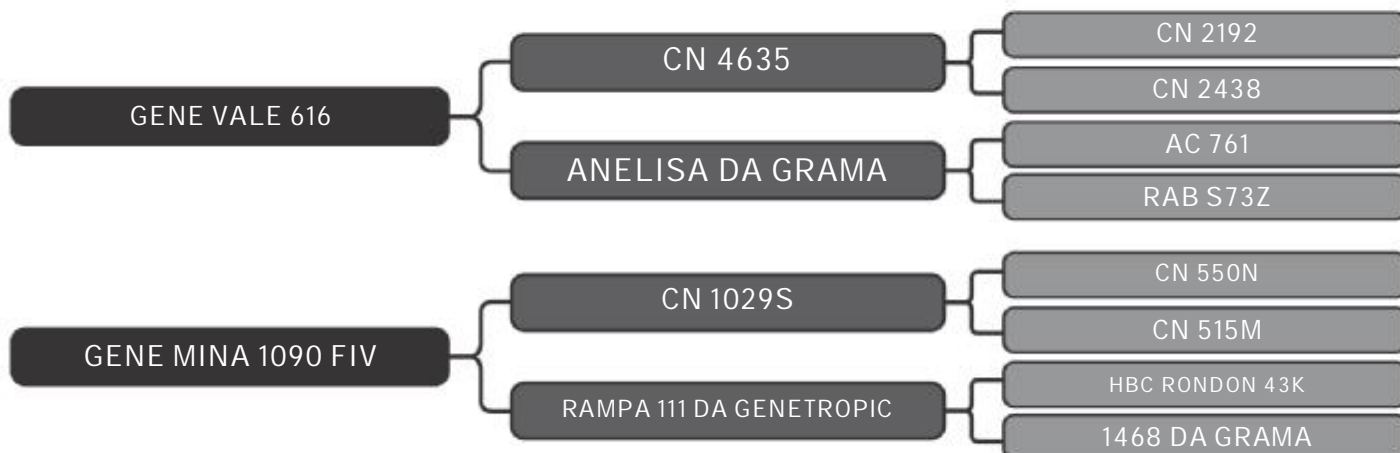 CN 2192
CN 4635
CN 2438
GENE VALE 616
AC 761
ANELISA DA GRAMA
RAB S73Z
CN 550N
CN 1029S
CN 515M
GENE MINA 1090 FIV
HBC RONDON 43K
RAMPA 111 DA GENETROPIC
1468 DA GRAMA